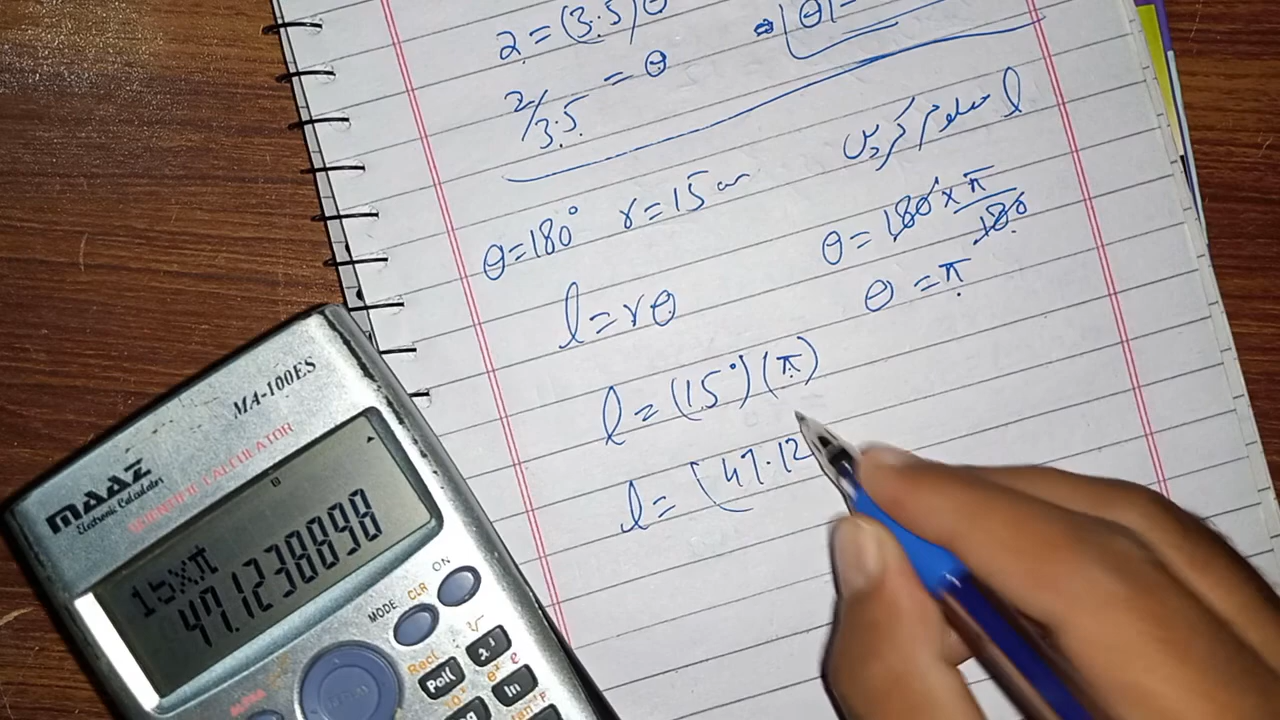 2 = (3.5)θ
⇒ |θ| =
2/3.5 = θ
l معلوم کریں
θ = 180° r = 15 cm
θ = 180° × π/180
l = rθ
θ = π
l = (15°)(π)
l = [47.12
MA-100ES
MAAZ
Electronic Calculator
SCIENTIFIC CALCULATOR
15×π
47.1238898
MODE CLR ON
Pol(
ln